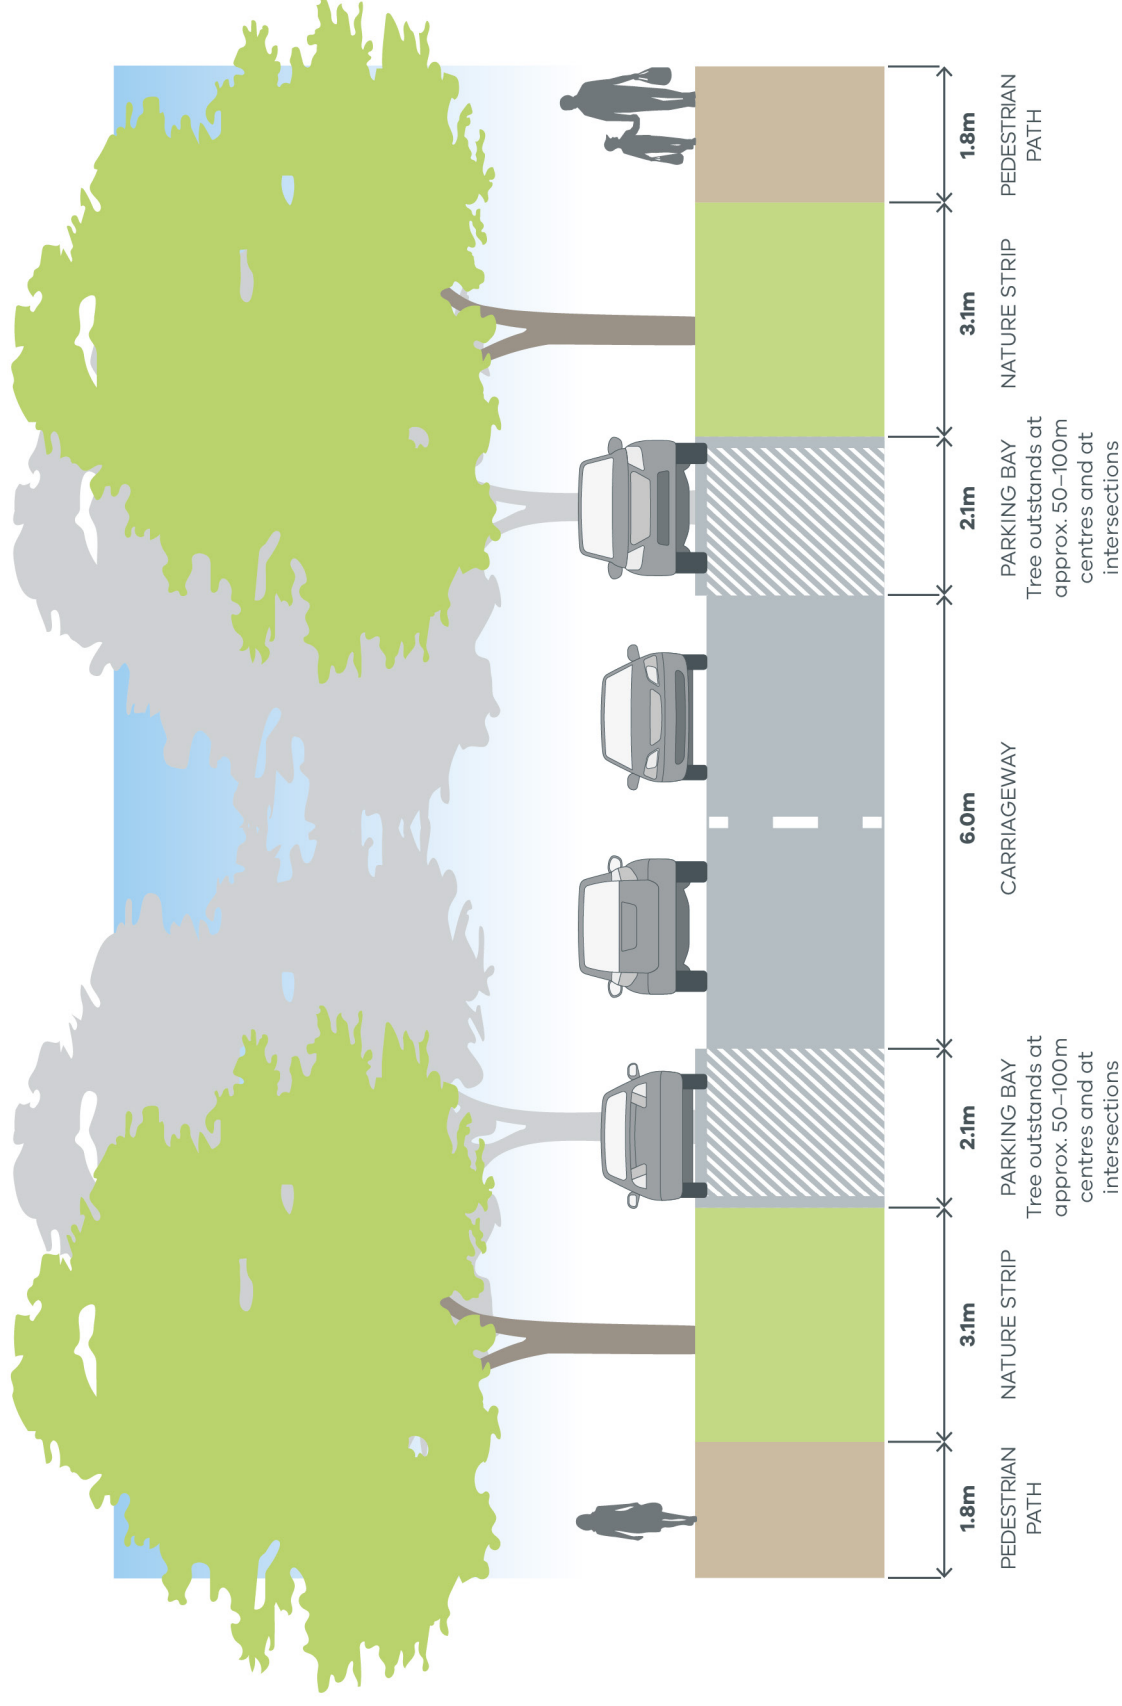 1.8m
PEDESTRIAN
PATH
3.1m
NATURE STRIP
2.1m
PARKING BAY
Tree outstands at
approx. 50–100m
centres and at
intersections
6.0m
CARRIAGEWAY
2.1m
PARKING BAY
Tree outstands at
approx. 50–100m
centres and at
intersections
3.1m
NATURE STRIP
1.8m
PEDESTRIAN
PATH